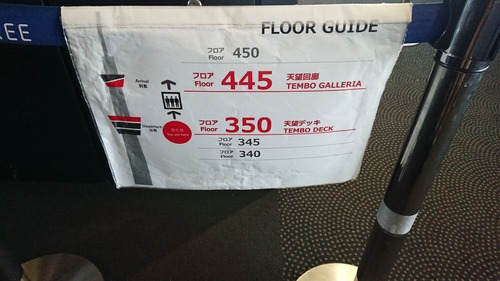 REE
FLOOR GUIDE
フロア Floor 450
Arrival 到着
フロア Floor 445 天望回廊 TEMBO GALLERIA
Departure 出発
現在地 You are here
フロア Floor 350 天望デッキ TEMBO DECK
フロア Floor 345
フロア Floor 340